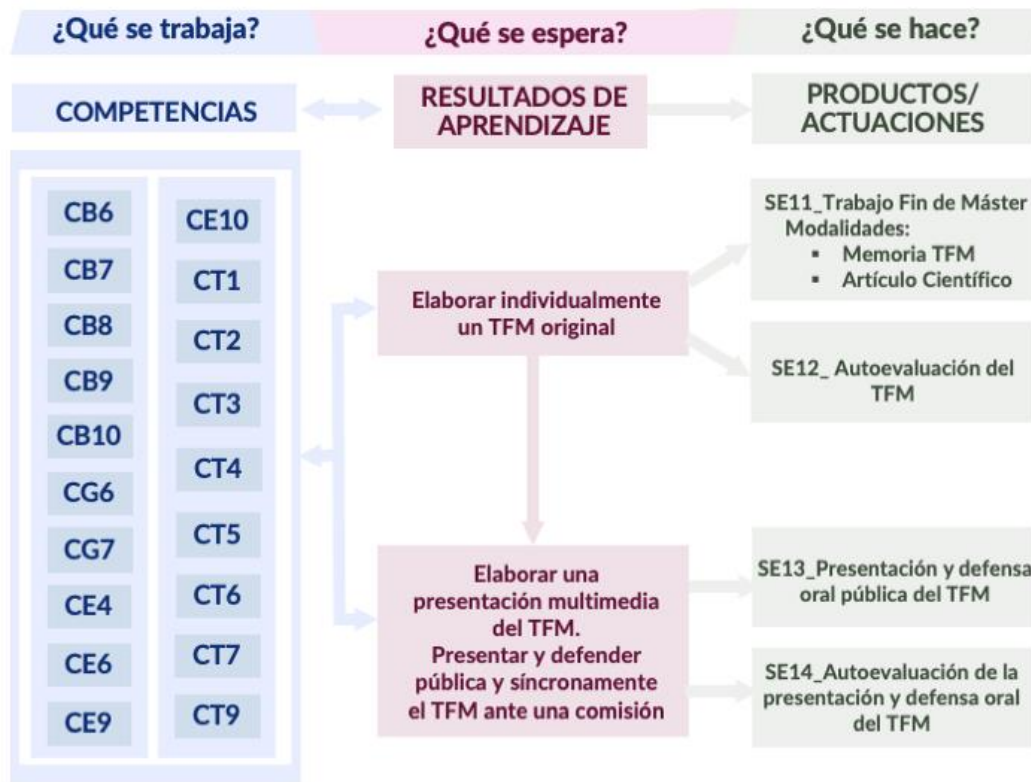 ¿Qué se trabaja?
¿Qué se espera?
¿Qué se hace?
COMPETENCIAS
RESULTADOS DE
APRENDIZAJE
PRODUCTOS/
ACTUACIONES
CB6
CB7
CB8
CB9
CB10
CG6
CG7
CE4
CE6
CE9
CE10
CT1
CT2
CT3
CT4
CT5
CT6
CT7
CT9
Elaborar individualmente
un TFM original
Elaborar una
presentación multimedia
del TFM.
Presentar y defender
pública y síncronamente
el TFM ante una comisión
SE11_Trabajo Fin de Máster
Modalidades:
▪ Memoria TFM
▪ Artículo Científico
SE12_ Autoevaluación del
TFM
SE13_Presentación y defensa
oral pública del TFM
SE14_Autoevaluación de la
presentación y defensa oral
del TFM